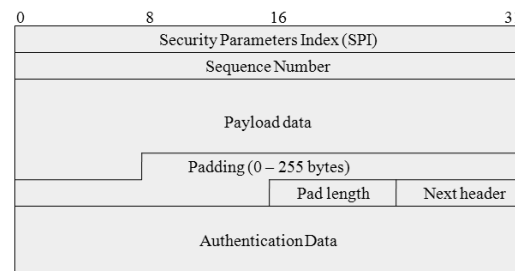 0 8 16 3
Security Parameters Index (SPI)
Sequence Number
Payload data
Padding (0 – 255 bytes)
Pad length Next header
Authentication Data